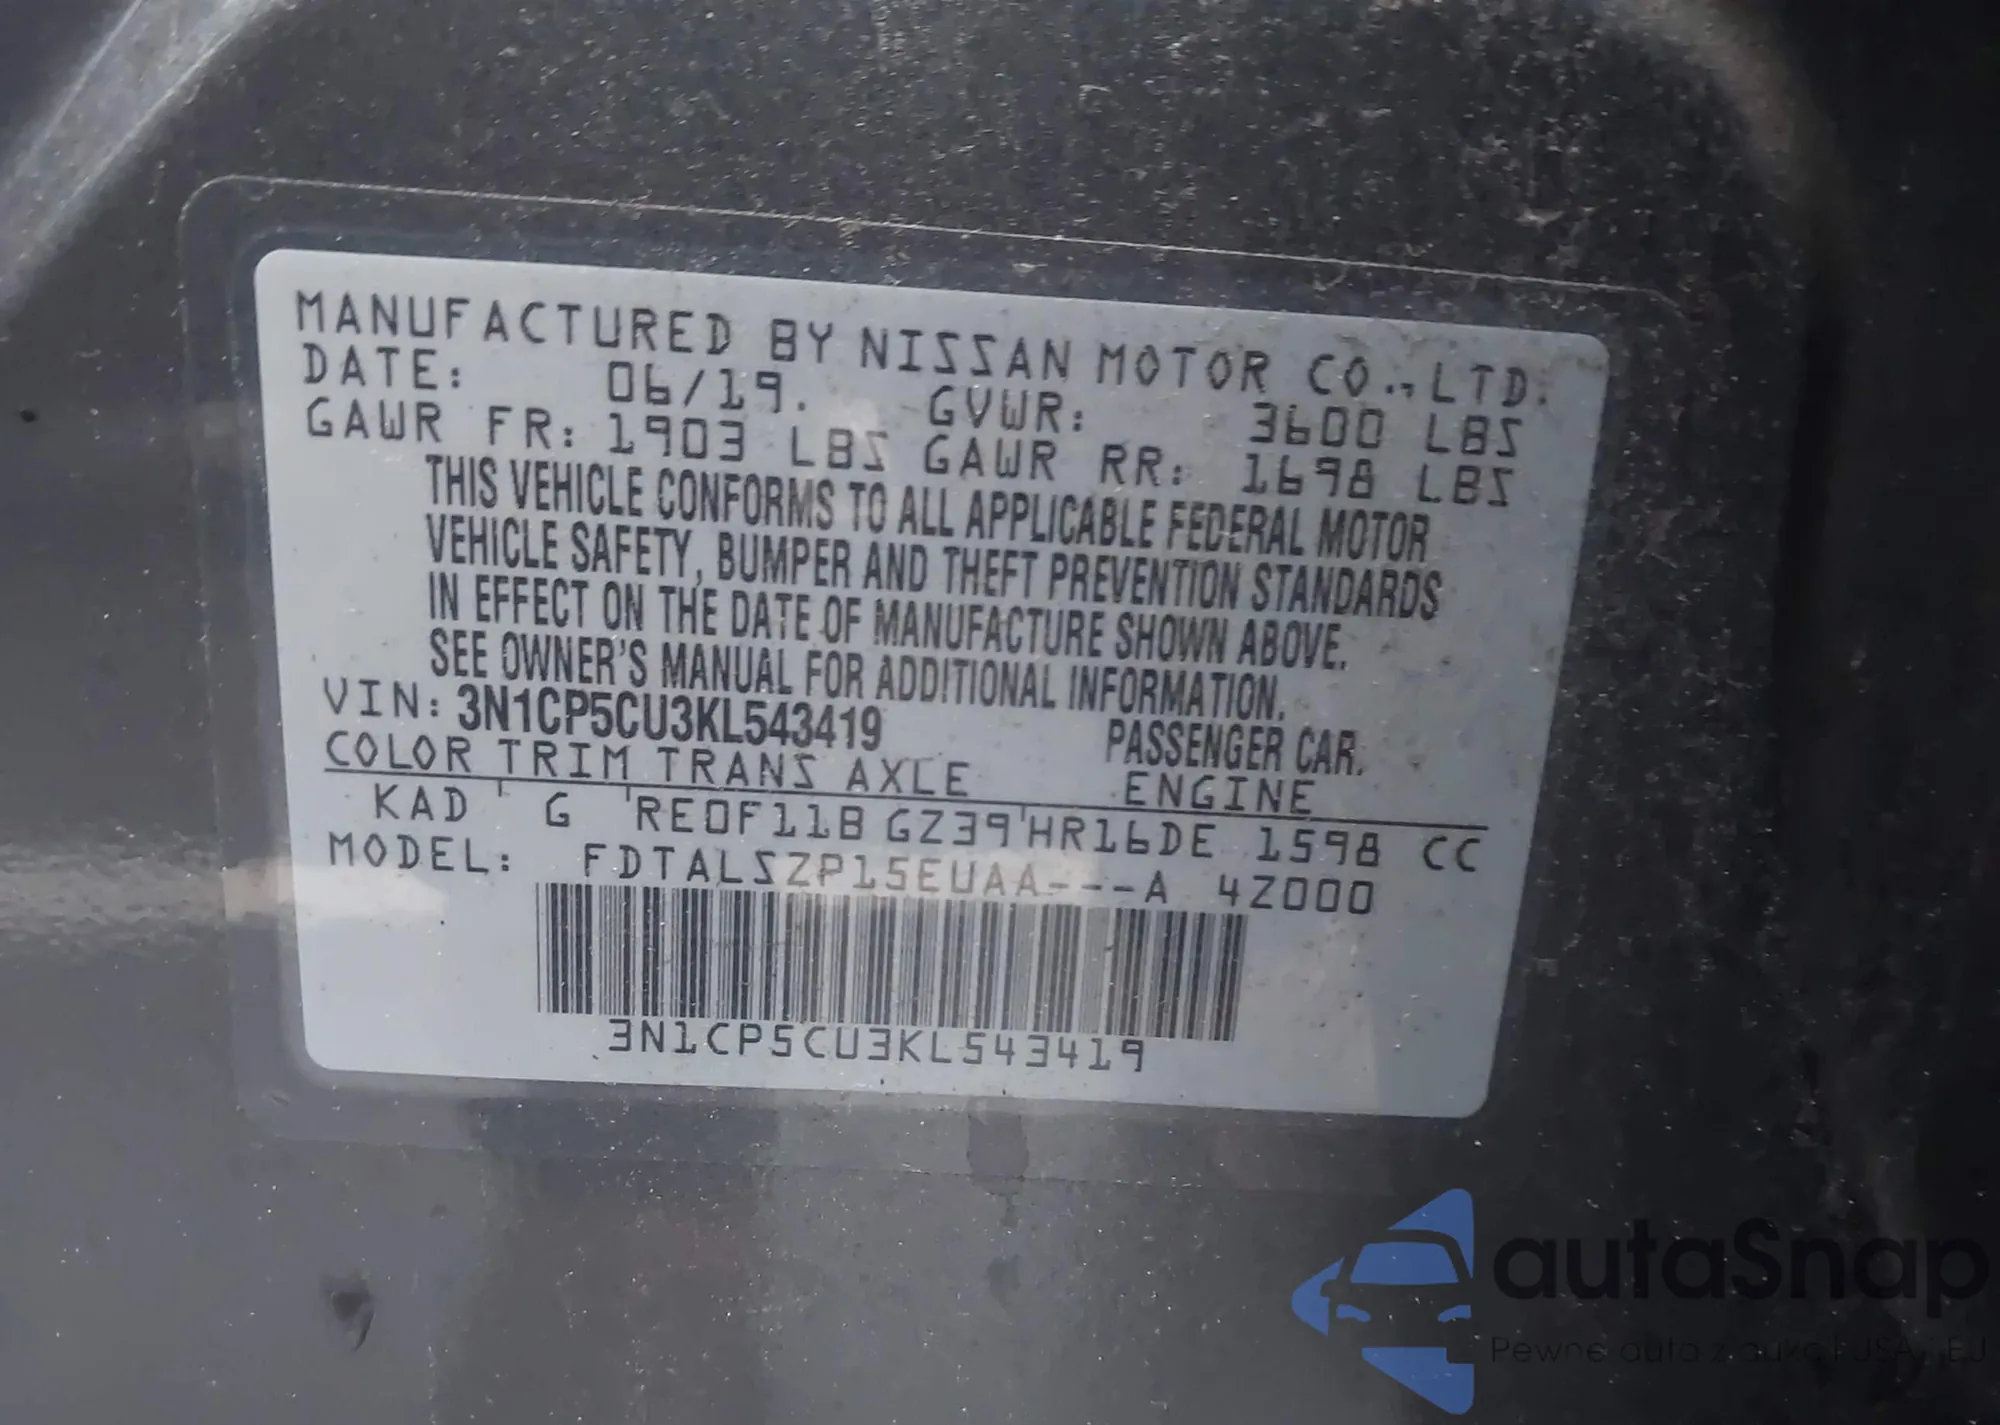 MANUFACTURED BY NISSAN MOTOR CO., LTD.
DATE: 06/19. GVWR: 3600 LBS
GAWR FR: 1903 LBS GAWR RR: 1698 LBS
THIS VEHICLE CONFORMS TO ALL APPLICABLE FEDERAL MOTOR
VEHICLE SAFETY, BUMPER AND THEFT PREVENTION STANDARDS
IN EFFECT ON THE DATE OF MANUFACTURE SHOWN ABOVE.
SEE OWNER'S MANUAL FOR ADDITIONAL INFORMATION.
VIN: 3N1CP5CU3KL543419 PASSENGER CAR.
COLOR TRIM TRANS AXLE ENGINE
KAD G RE0F11B GZ39 HR16DE 1598 CC
MODEL: FDTALSZP15EUAA---A 4Z000
3N1CP5CU3KL543419
autaSnap
Pewne auta z USA i